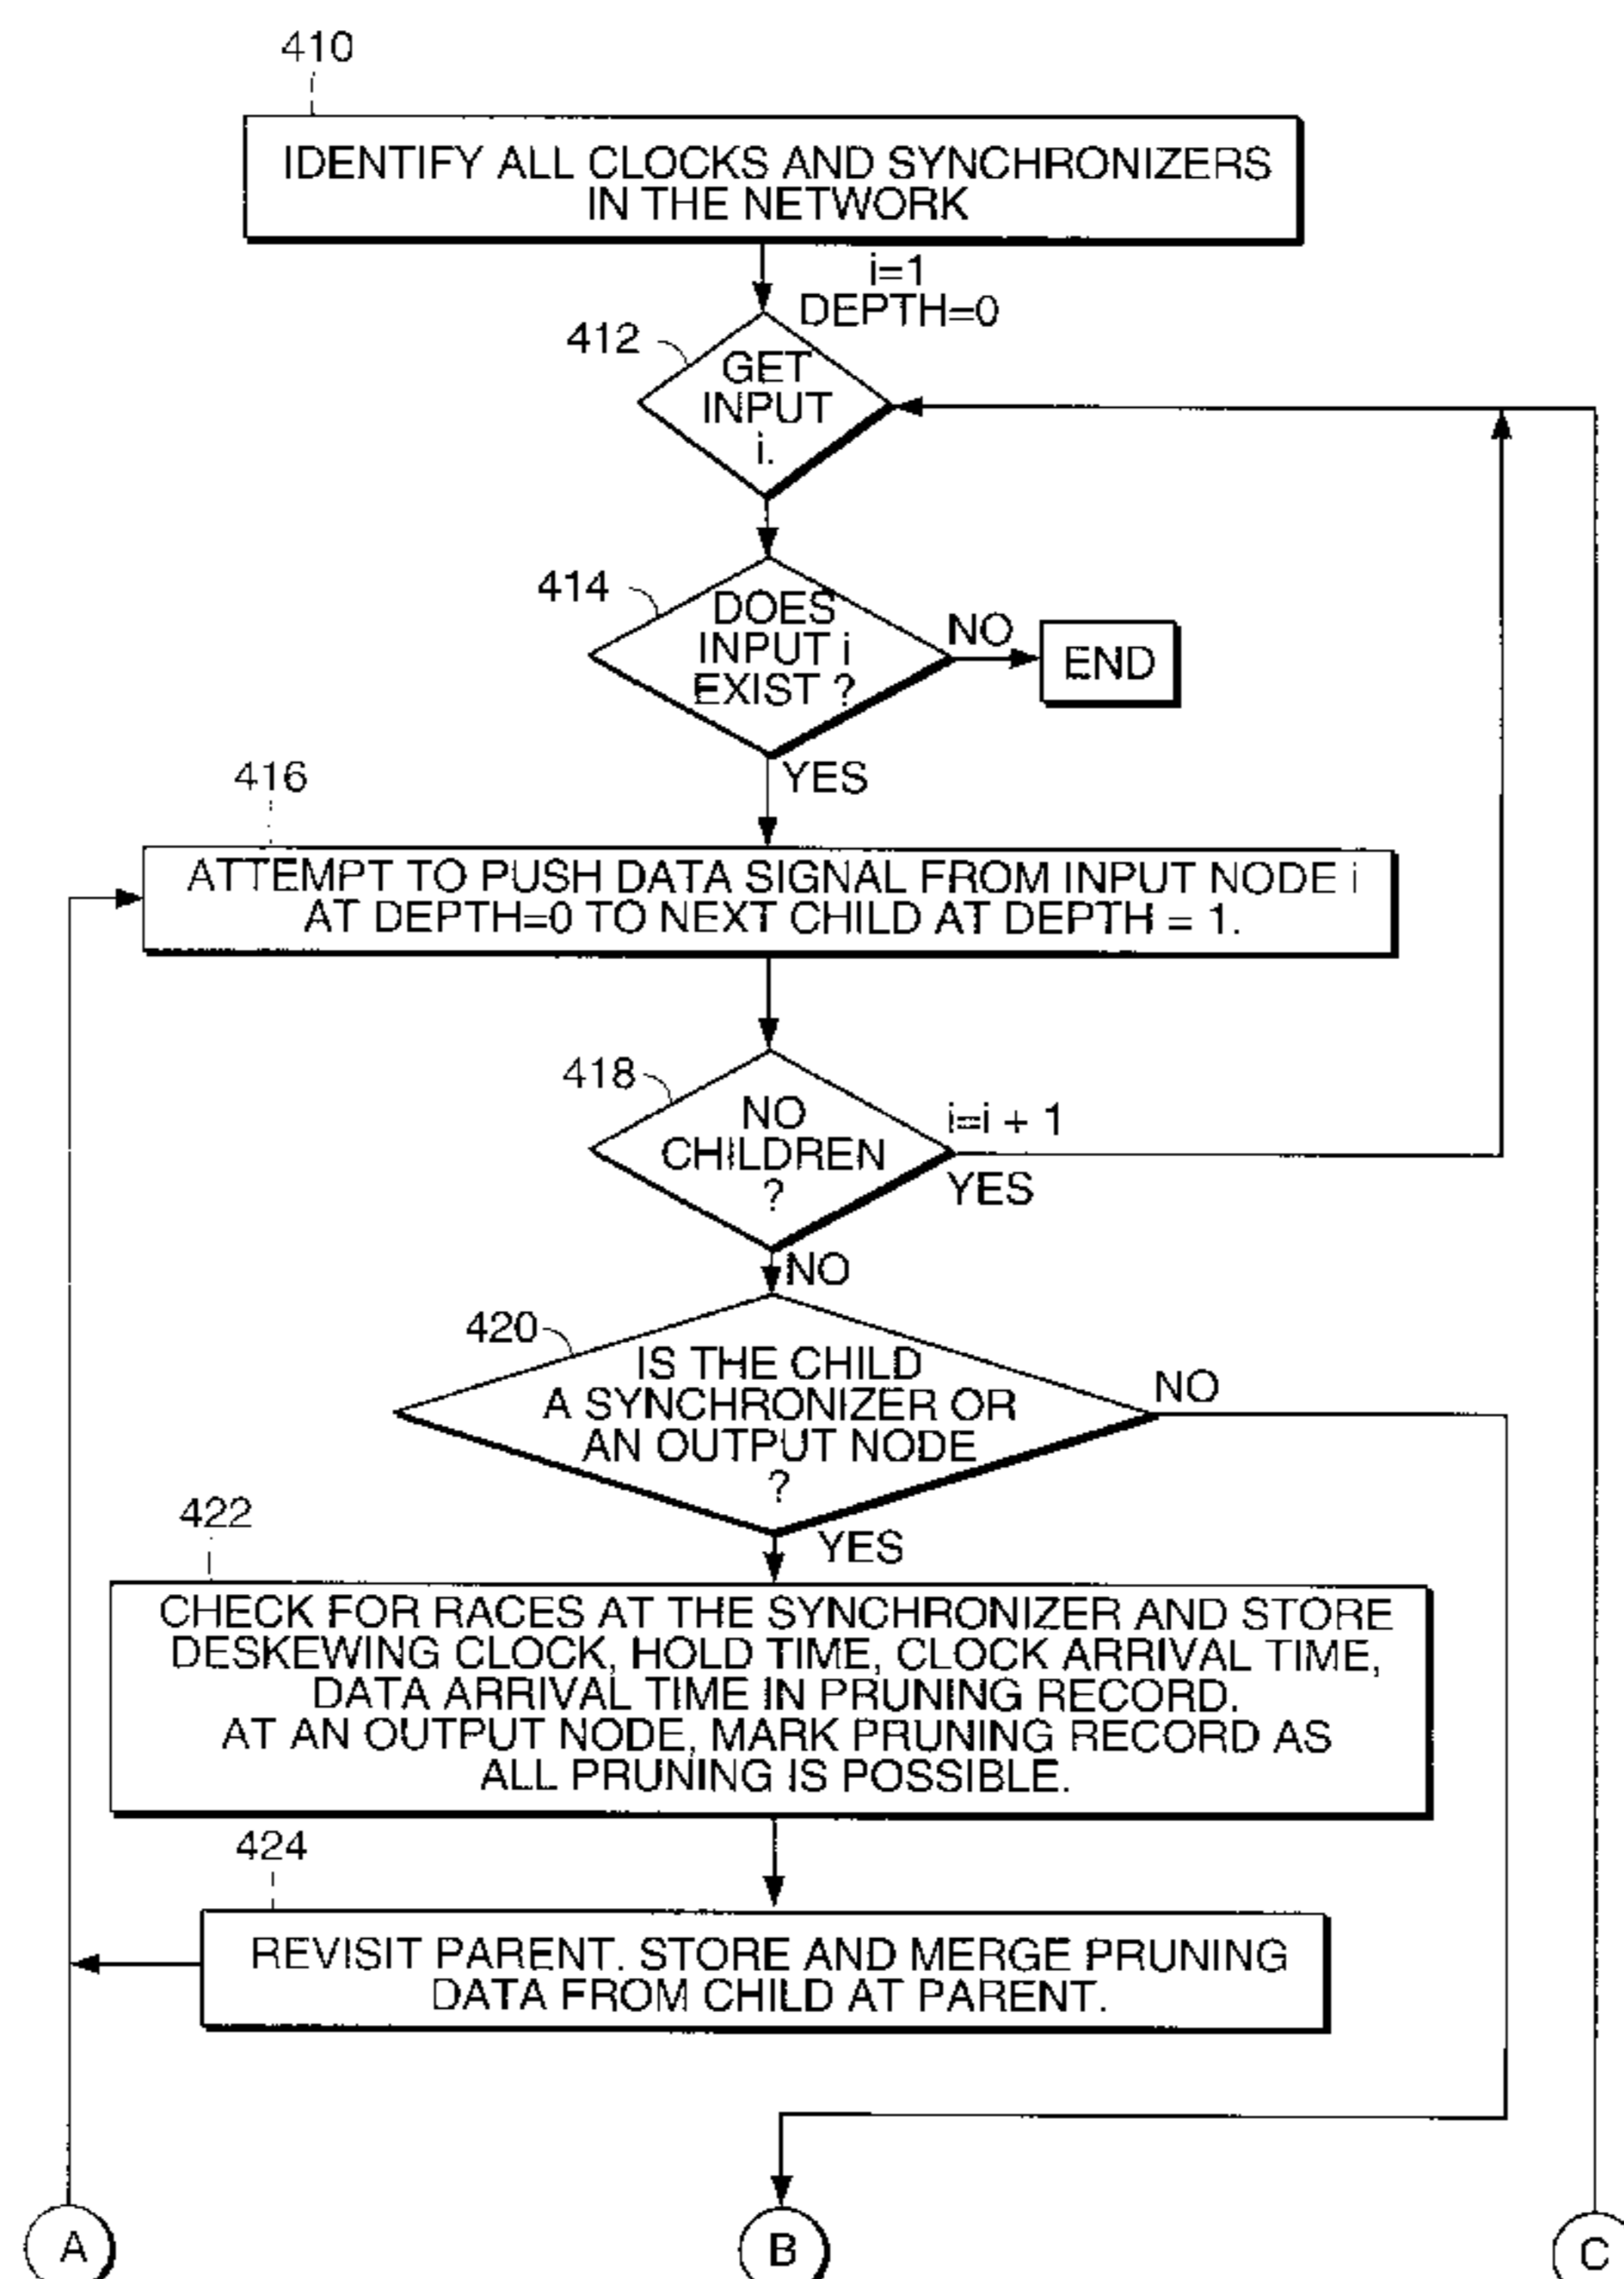 410
IDENTIFY ALL CLOCKS AND SYNCHRONIZERS
IN THE NETWORK
i=1
DEPTH=0
412
GET
INPUT
i.
414
DOES
INPUT i
EXIST ?
NO
END
YES
416
ATTEMPT TO PUSH DATA SIGNAL FROM INPUT NODE i
AT DEPTH=0 TO NEXT CHILD AT DEPTH = 1.
418
NO
CHILDREN
?
i=i + 1
YES
NO
420
IS THE CHILD
A SYNCHRONIZER OR
AN OUTPUT NODE
?
NO
YES
422
CHECK FOR RACES AT THE SYNCHRONIZER AND STORE
DESKEWING CLOCK, HOLD TIME, CLOCK ARRIVAL TIME,
DATA ARRIVAL TIME IN PRUNING RECORD.
AT AN OUTPUT NODE, MARK PRUNING RECORD AS
ALL PRUNING IS POSSIBLE.
424
REVISIT PARENT. STORE AND MERGE PRUNING
DATA FROM CHILD AT PARENT.
A
B
C